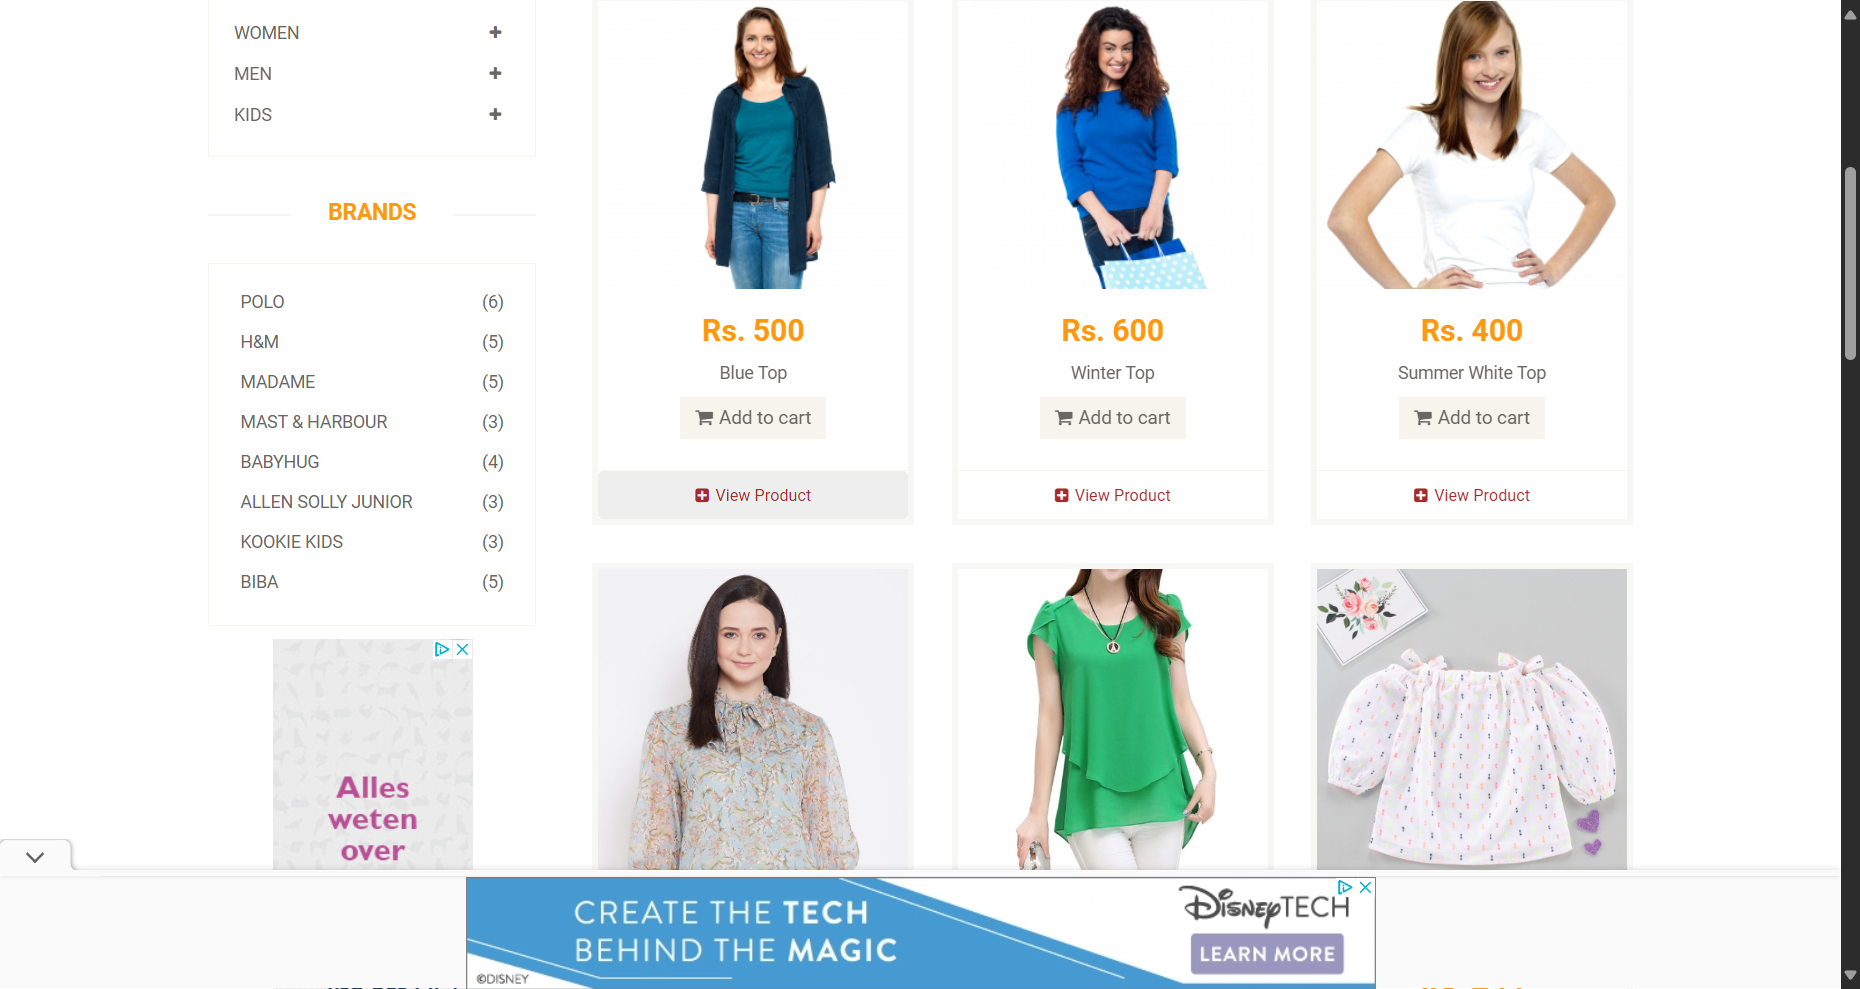 WOMEN
MEN
KIDS
BRANDS
POLO (6)
H&M (5)
MADAME (5)
MAST & HARBOUR (3)
BABYHUG (4)
ALLEN SOLLY JUNIOR (3)
KOOKIE KIDS (3)
BIBA (5)
Alles
weten
over
Rs. 500
Blue Top
Add to cart
View Product
Rs. 600
Winter Top
Add to cart
View Product
Rs. 400
Summer White Top
Add to cart
View Product
CREATE THE TECH
BEHIND THE MAGIC
©DISNEY
DISNEYTECH
LEARN MORE